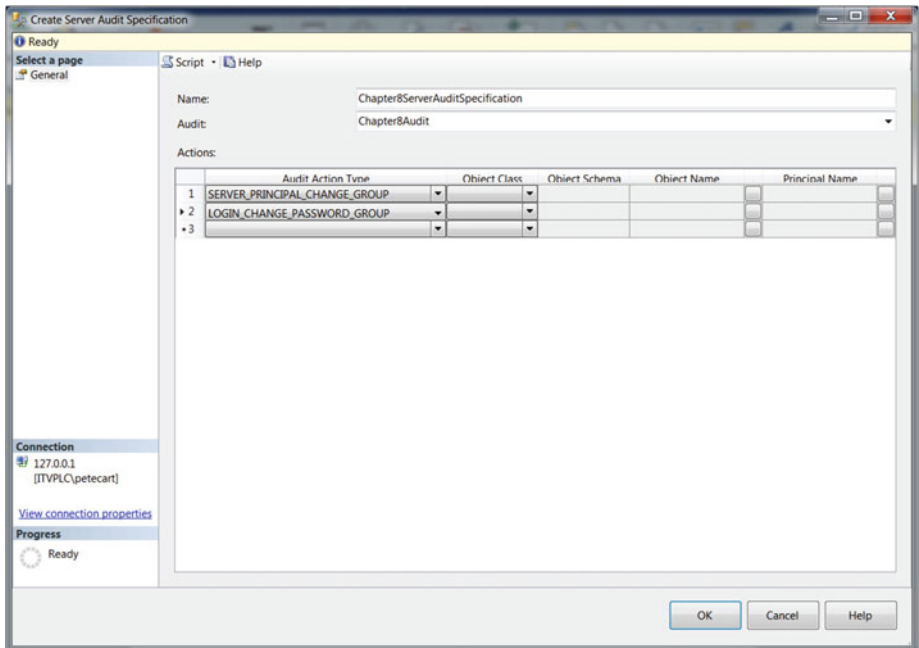 Create Server Audit Specification
Ready
Select a page
General
Script Help
Name: Chapter8ServerAuditSpecification
Audit: Chapter8Audit
Actions:
Audit Action Type Object Class Object Schema Object Name Principal Name
1 SERVER_PRINCIPAL_CHANGE_GROUP
2 LOGIN_CHANGE_PASSWORD_GROUP
3
Connection
127.0.0.1
[ITVPLC\petecart]
View connection properties
Progress
Ready
OK Cancel Help